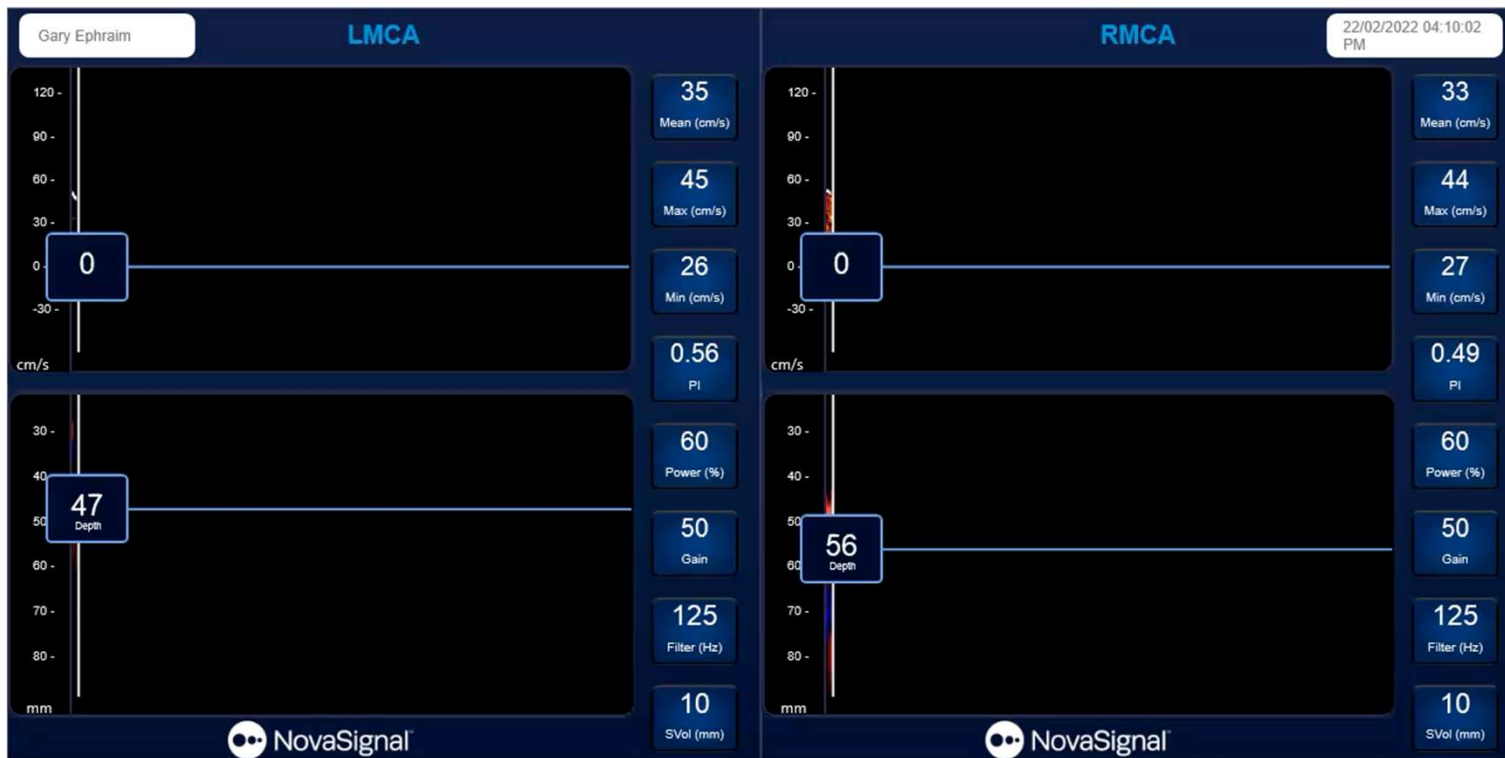 Gary Ephraim
LMCA
120 -
90 -
60 -
30 -
0 -
-30 -
cm/s
0
35
Mean (cm/s)
45
Max (cm/s)
26
Min (cm/s)
0.56
PI
30 -
40
50
60 -
70 -
80 -
mm
47
Depth
60
Power (%)
50
Gain
125
Filter (Hz)
10
SVol (mm)
NovaSignal
RMCA
22/02/2022 04:10:02
PM
120 -
90 -
60 -
30 -
0 -
-30 -
cm/s
0
33
Mean (cm/s)
44
Max (cm/s)
27
Min (cm/s)
0.49
PI
30 -
40 -
50
60
70 -
80 -
mm
56
Depth
60
Power (%)
50
Gain
125
Filter (Hz)
10
SVol (mm)
NovaSignal